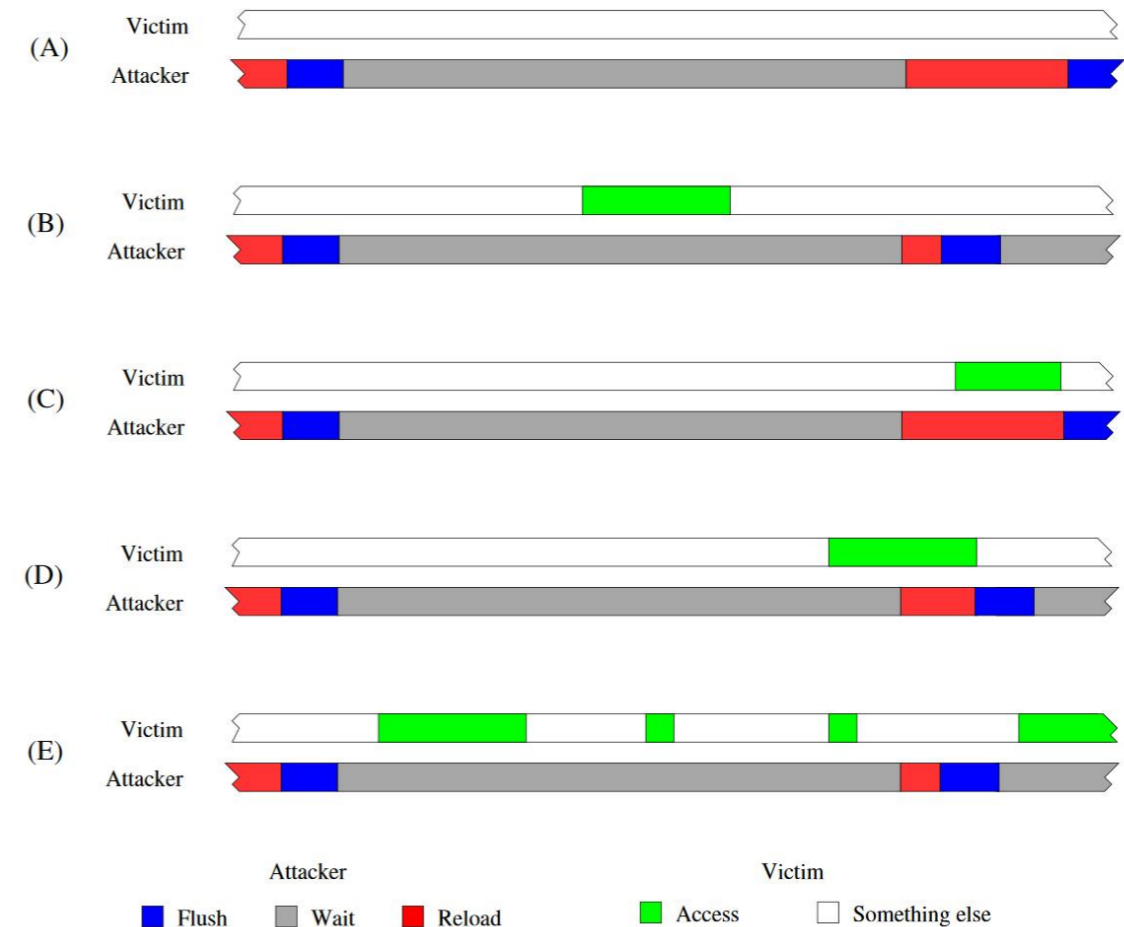 (A)
Victim
Attacker
(B)
Victim
Attacker
(C)
Victim
Attacker
(D)
Victim
Attacker
(E)
Victim
Attacker
Attacker Victim
Flush Wait Reload Access Something else